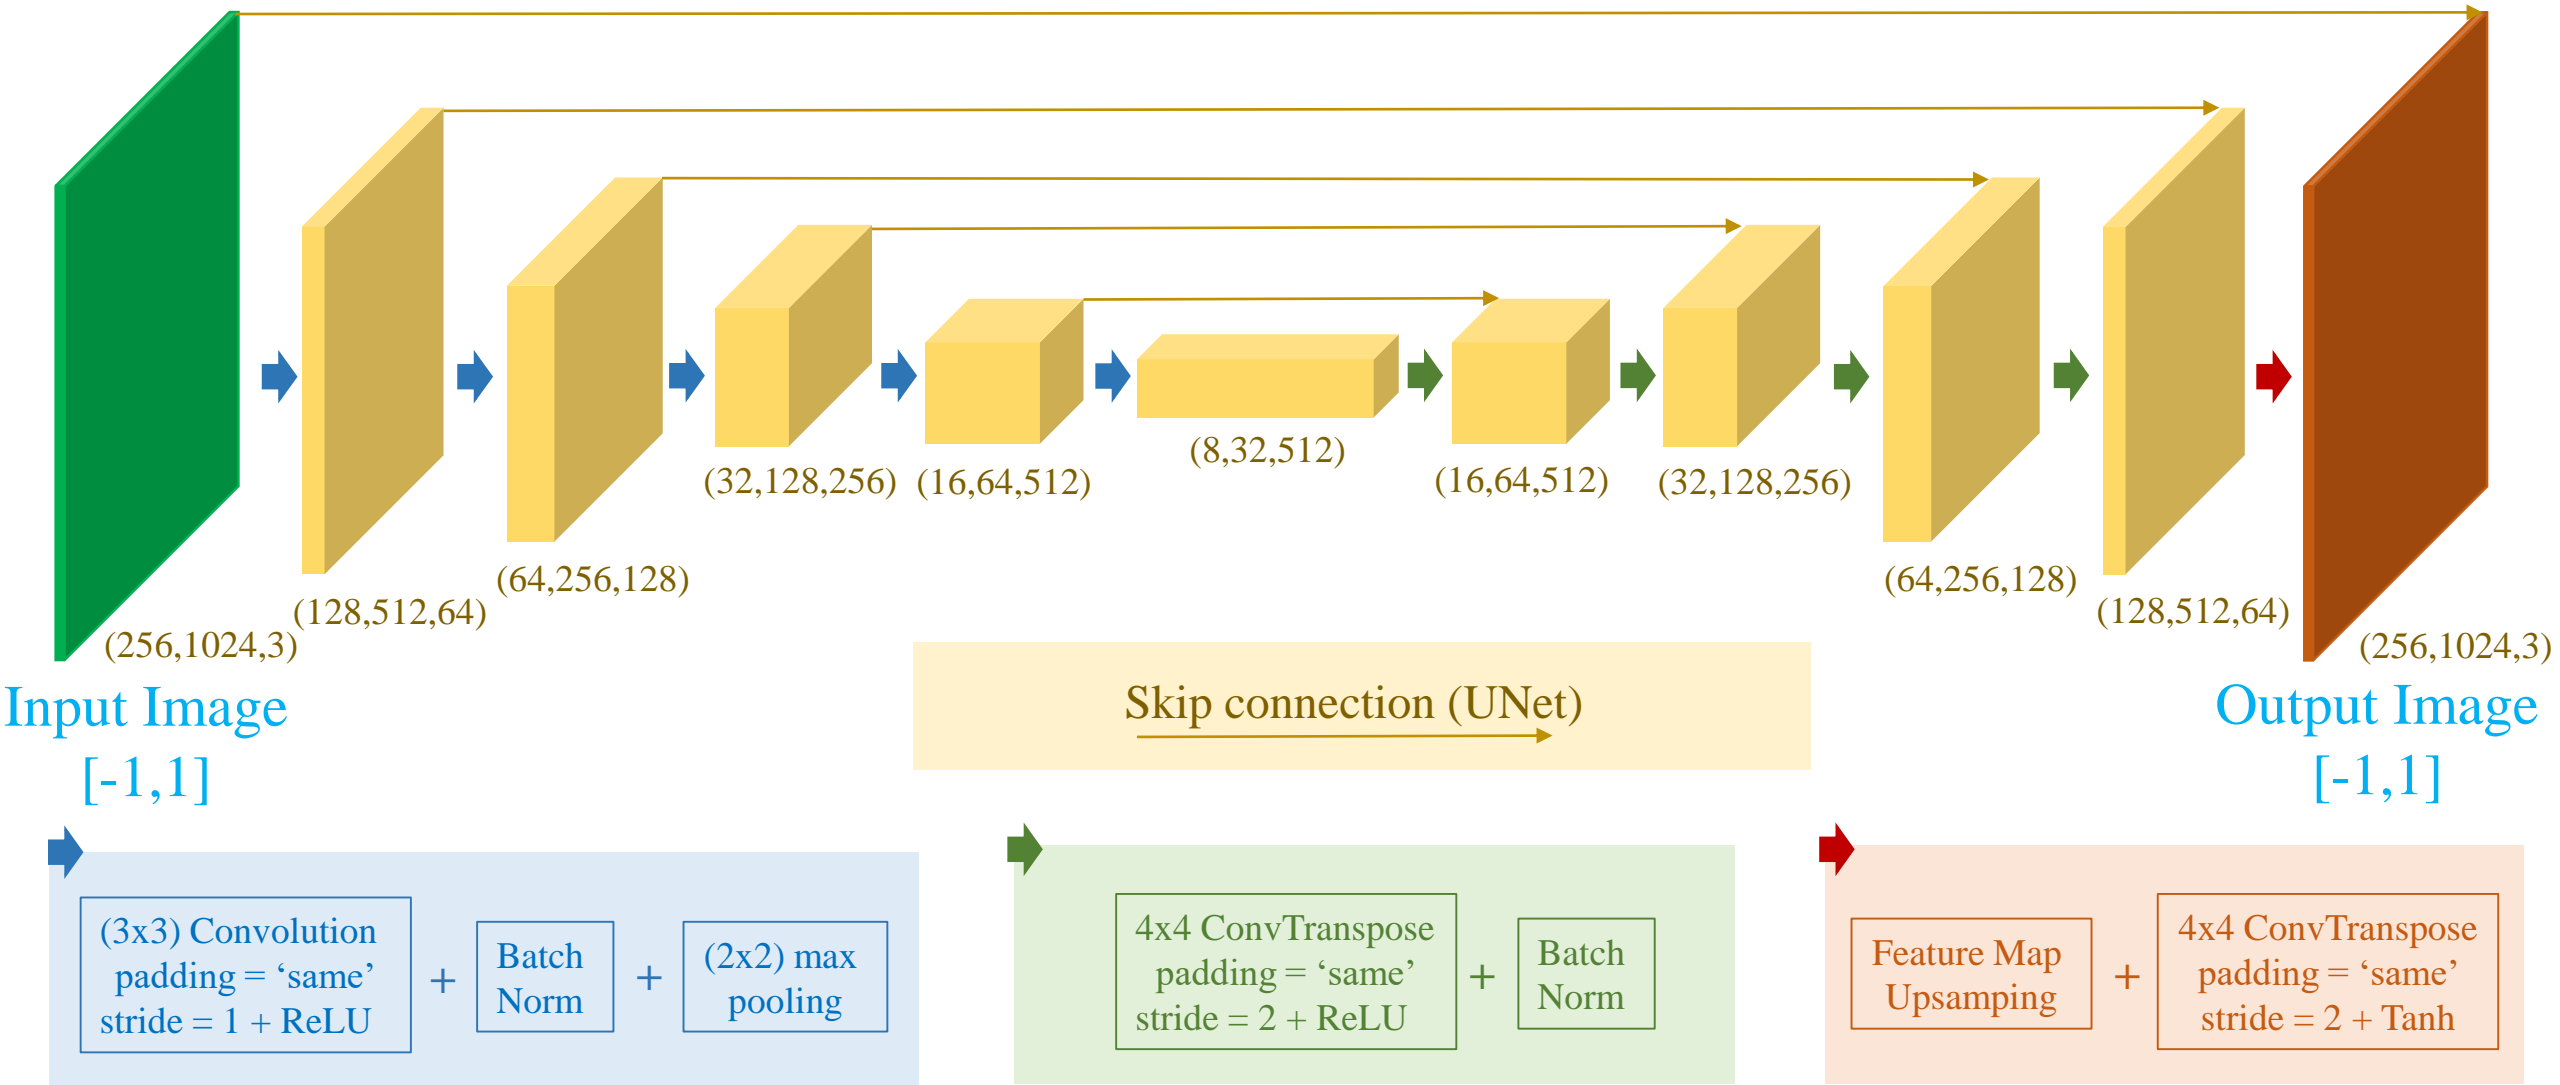 (256,1024,3)
(128,512,64)
(64,256,128)
(32,128,256)
(16,64,512)
(8,32,512)
(16,64,512)
(32,128,256)
(64,256,128)
(128,512,64)
(256,1024,3)
Input Image
[-1,1]
Skip connection (UNet)
Output Image
[-1,1]
(3x3) Convolution
padding = ‘same’
stride = 1 + ReLU
+
Batch
Norm
+
(2x2) max
pooling
4x4 ConvTranspose
padding = ‘same’
stride = 2 + ReLU
+
Batch
Norm
Feature Map
Upsamping
+
4x4 ConvTranspose
padding = ‘same’
stride = 2 + Tanh